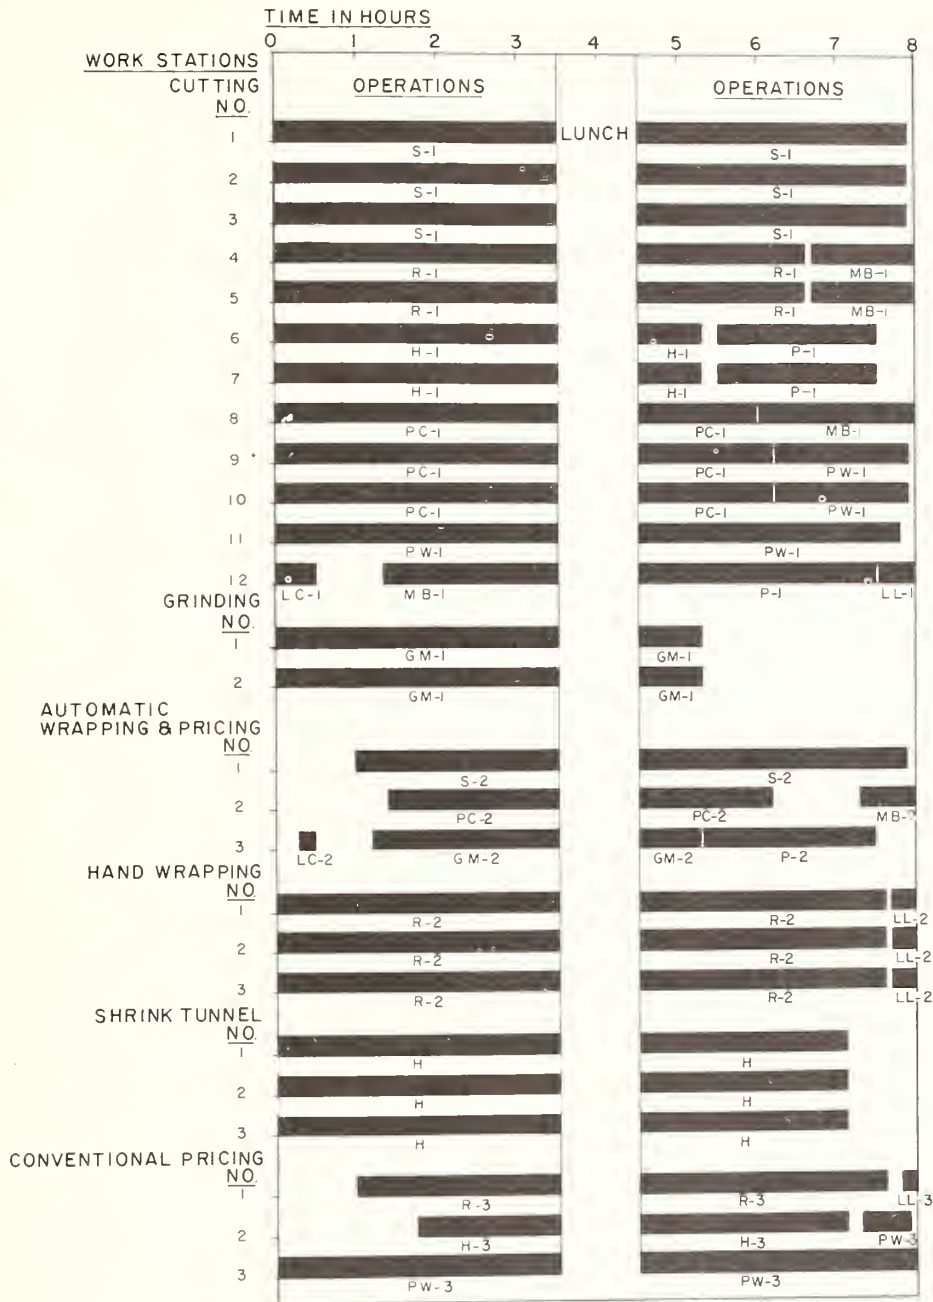 TIME IN HOURS
0 1 2 3 4 5 6 7 8
WORK STATIONS
CUTTING OPERATIONS OPERATIONS
NO.
1 LUNCH
S-1 S-1
2
S-1 S-1
3
S-1 S-1
4
R-1 R-1 MB-1
5
R-1 R-1 MB-1
6
H-1 H-1 P-1
7
H-1 H-1 P-1
8
PC-1 PC-1 MB-1
9
PC-1 PC-1 PW-1
10
PC-1 PC-1 PW-1
11
PW-1 PW-1
12
LC-1 MB-1 P-1 LL-1
GRINDING
NO.
1
GM-1 GM-1
2
GM-1 GM-1
AUTOMATIC
WRAPPING & PRICING
NO.
1
S-2 S-2
2
PC-2 PC-2 MB-2
3
LC-2 GM-2 GM-2 P-2
HAND WRAPPING
NO.
1
R-2 R-2 LL-2
2
R-2 R-2 LL-2
3
R-2 R-2 LL-2
SHRINK TUNNEL
NO.
1
H H
2
H H
3
H H
CONVENTIONAL PRICING
NO.
1
R-3 R-3 LL-3
2
H-3 H-3 PW-3
3
PW-3 PW-3